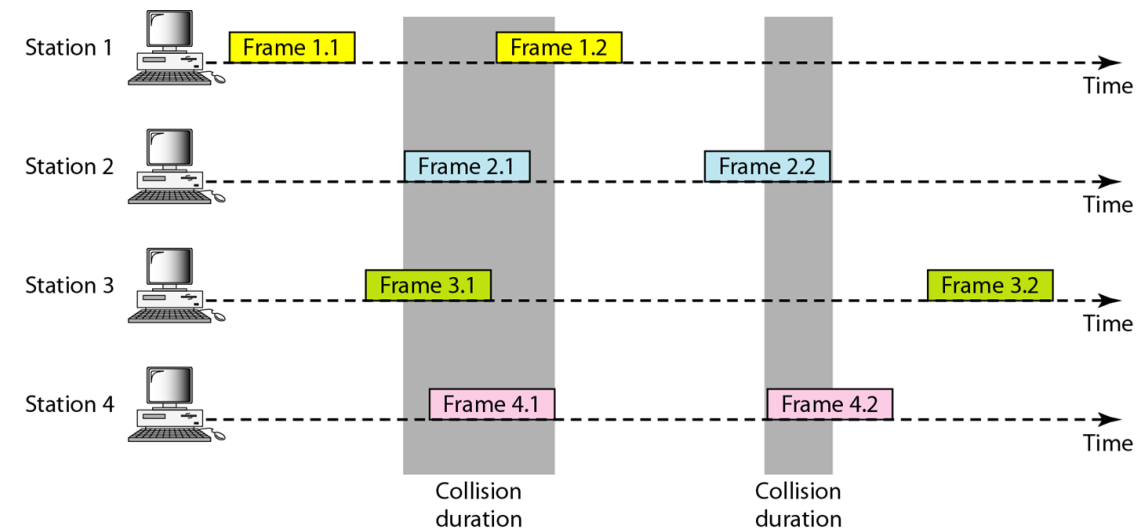 Station 1
Frame 1.1
Frame 1.2
Time
Station 2
Frame 2.1
Frame 2.2
Time
Station 3
Frame 3.1
Frame 3.2
Time
Station 4
Frame 4.1
Frame 4.2
Time
Collision
duration
Collision
duration